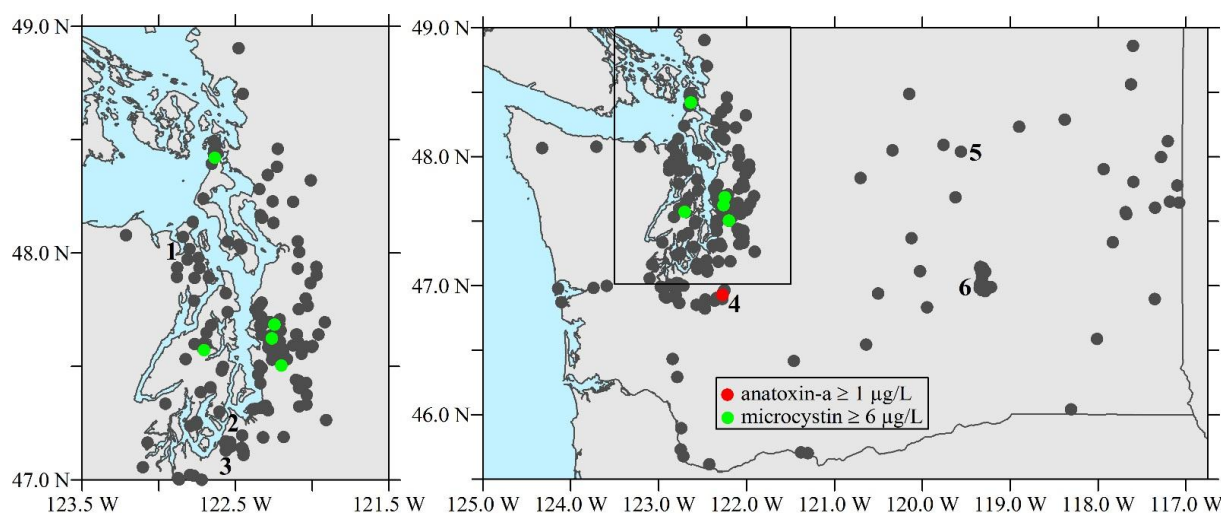 49.0 N
48.0 N
47.0 N
123.5 W
122.5 W
121.5 W
1
2
3
49.0 N
48.0 N
47.0 N
46.0 N
125.0 W
124.0 W
123.0 W
122.0 W
121.0 W
120.0 W
119.0 W
118.0 W
117.0 W
4
5
6
anatoxin-a ≥ 1 μg/L
microcystin ≥ 6 μg/L